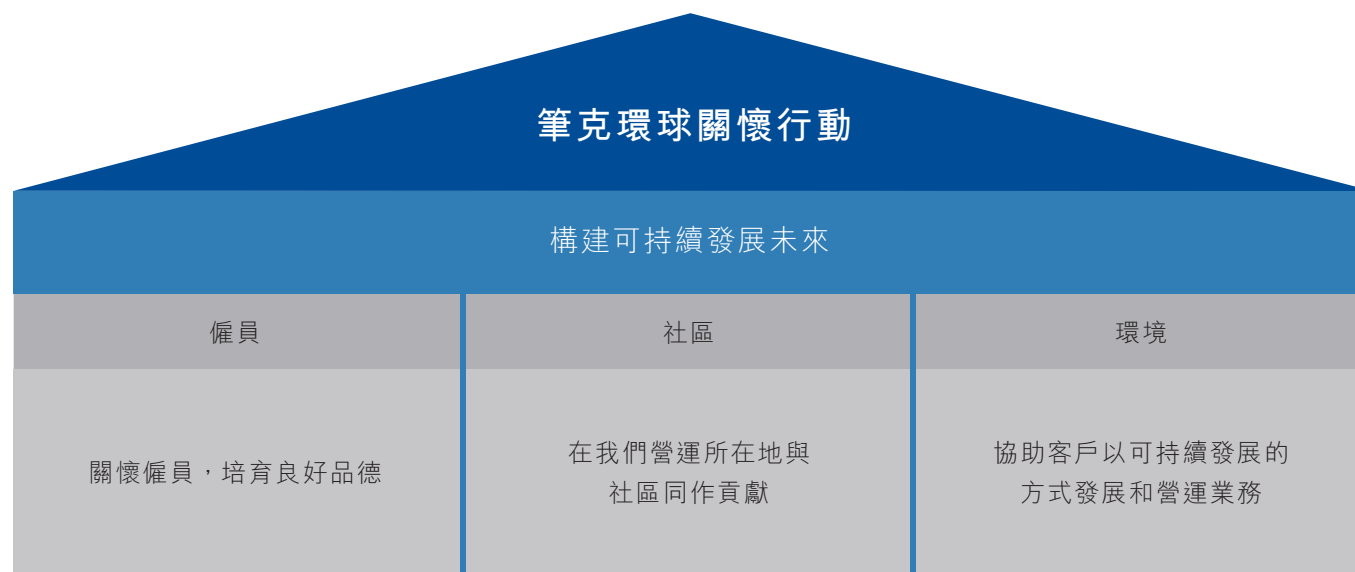 筆克環球關懷行動
構建可持續發展未來
僱員
社區
環境
關懷僱員，培育良好品德
在我們營運所在地與
社區同作貢獻
協助客戶以可持續發展的
方式發展和營運業務